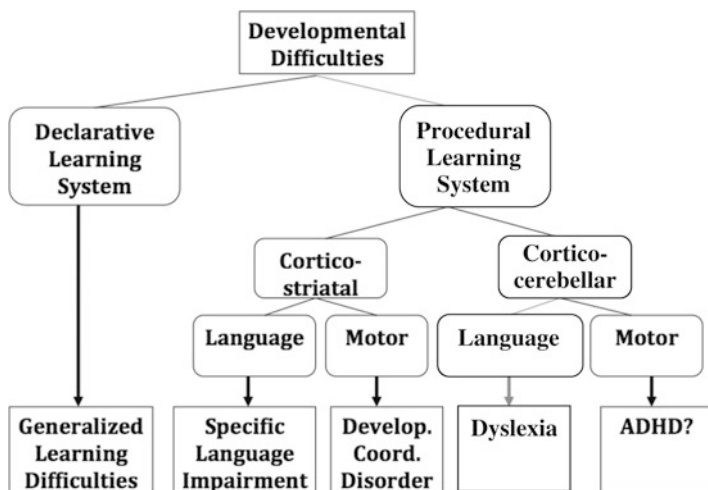 Developmental
Difficulties
Declarative
Learning
System
Procedural
Learning
System
Cortico-
striatal
Cortico-
cerebellar
Language
Motor
Language
Motor
Generalized
Learning
Difficulties
Specific
Language
Impairment
Develop.
Coord.
Disorder
Dyslexia
ADHD?